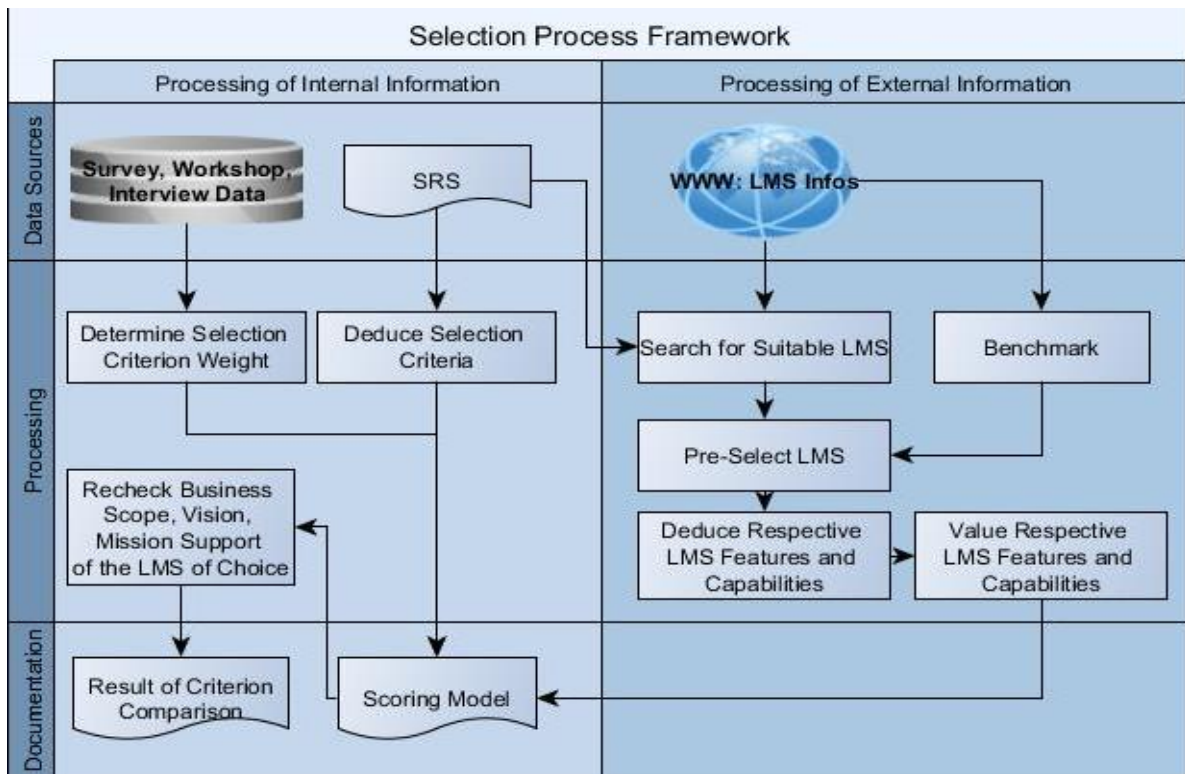 Selection Process Framework
Processing of Internal Information
Processing of External Information
Data Sources
Survey, Workshop,
Interview Data
SRS
WWW: LMS Infos
Processing
Determine Selection
Criterion Weight
Deduce Selection
Criteria
Search for Suitable LMS
Benchmark
Pre-Select LMS
Recheck Business
Scope, Vision,
Mission Support
of the LMS of Choice
Deduce Respective
LMS Features and
Capabilities
Value Respective
LMS Features and
Capabilities
Documentation
Result of Criterion
Comparison
Scoring Model